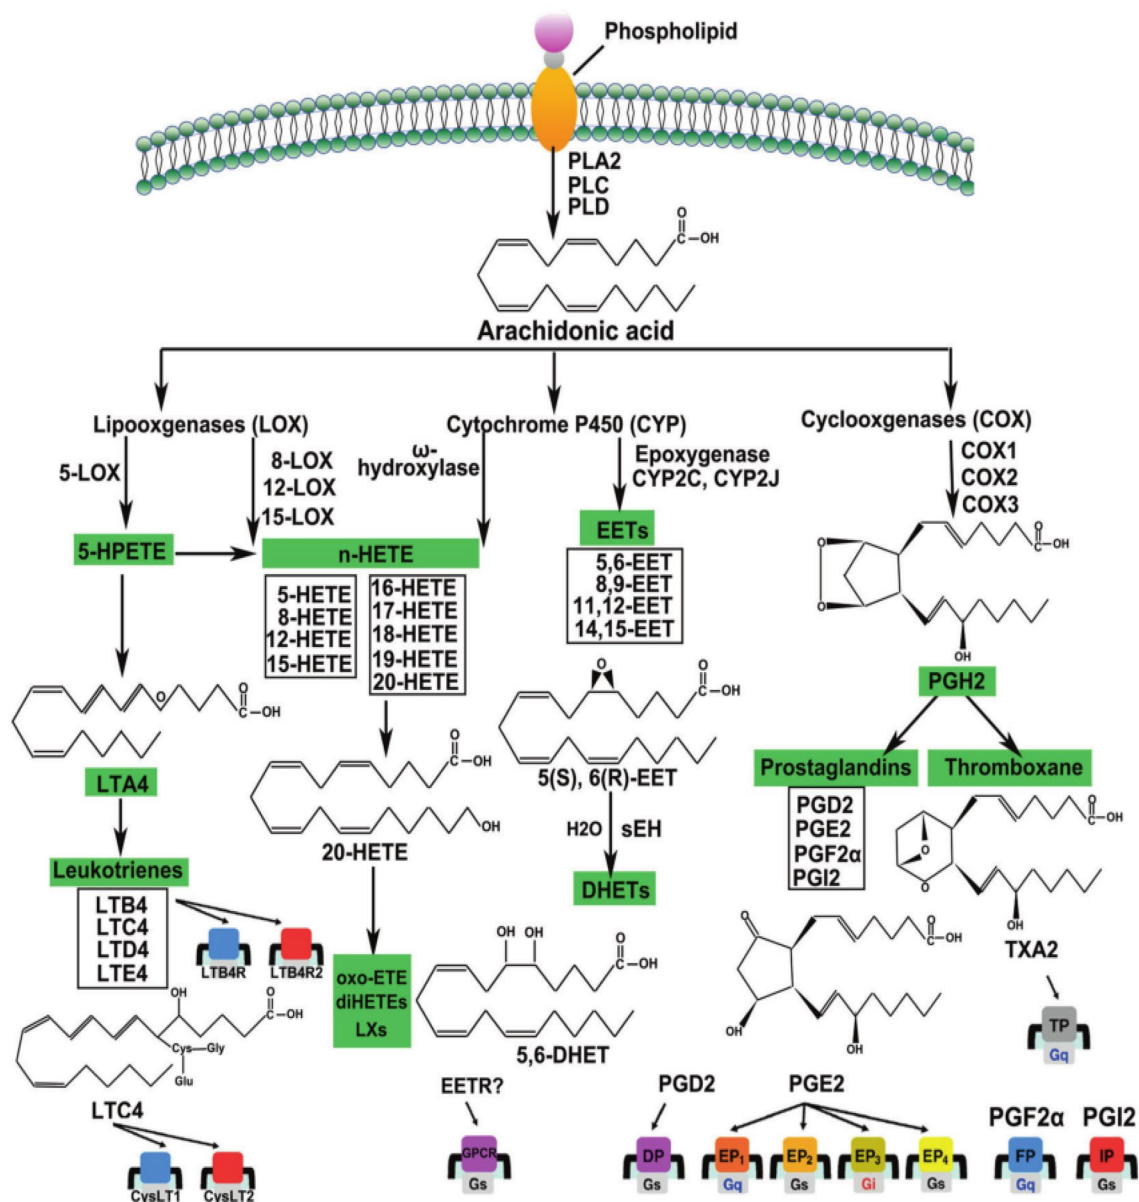 Phospholipid
PLA2
PLC
PLD
O
C—OH
Arachidonic acid
Lipooxgenases (LOX)
Cytochrome P450 (CYP)
Cyclooxgenases (COX)
5-LOX
8-LOX
12-LOX
15-LOX
ω-
hydroxylase
Epoxygenase
CYP2C, CYP2J
COX1
COX2
COX3
5-HPETE
n-HETE
EETs
5-HETE
8-HETE
12-HETE
15-HETE
16-HETE
17-HETE
18-HETE
19-HETE
20-HETE
5,6-EET
8,9-EET
11,12-EET
14,15-EET
O
O
O
C—OH
OH
PGH2
O
O
C—OH
LTA4
O
C—OH
OH
20-HETE
O
O
C—OH
5(S), 6(R)-EET
H2O
sEH
DHETs
Prostaglandins
Thromboxane
PGD2
PGE2
PGF2α
PGI2
O
O
O
C—OH
OH
TXA2
Leukotrienes
LTB4
LTC4
LTD4
LTE4
LTB4R
LTB4R2
oxo-ETE
diHETEs
LXs
OH OH
O
C—OH
5,6-DHET
O
O
C—OH
OH
OH
TP
Gq
OH
O
C—OH
Cys—Gly
Glu
LTC4
CysLT1
CysLT2
EETR?
GPCR
Gs
PGD2
DP
Gs
PGE2
EP1
Gq
EP2
Gs
EP3
Gi
EP4
Gs
PGF2α
FP
Gq
PGI2
IP
Gs